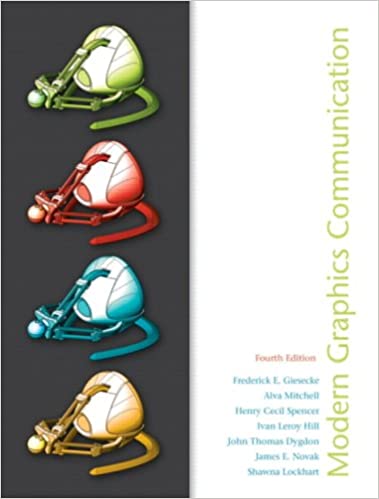 Modern Graphics Communication
Fourth Edition
Frederick E. Giesecke
Alva Mitchell
Henry Cecil Spencer
Ivan Leroy Hill
John Thomas Dygdon
James E. Novak
Shawna Lockhart